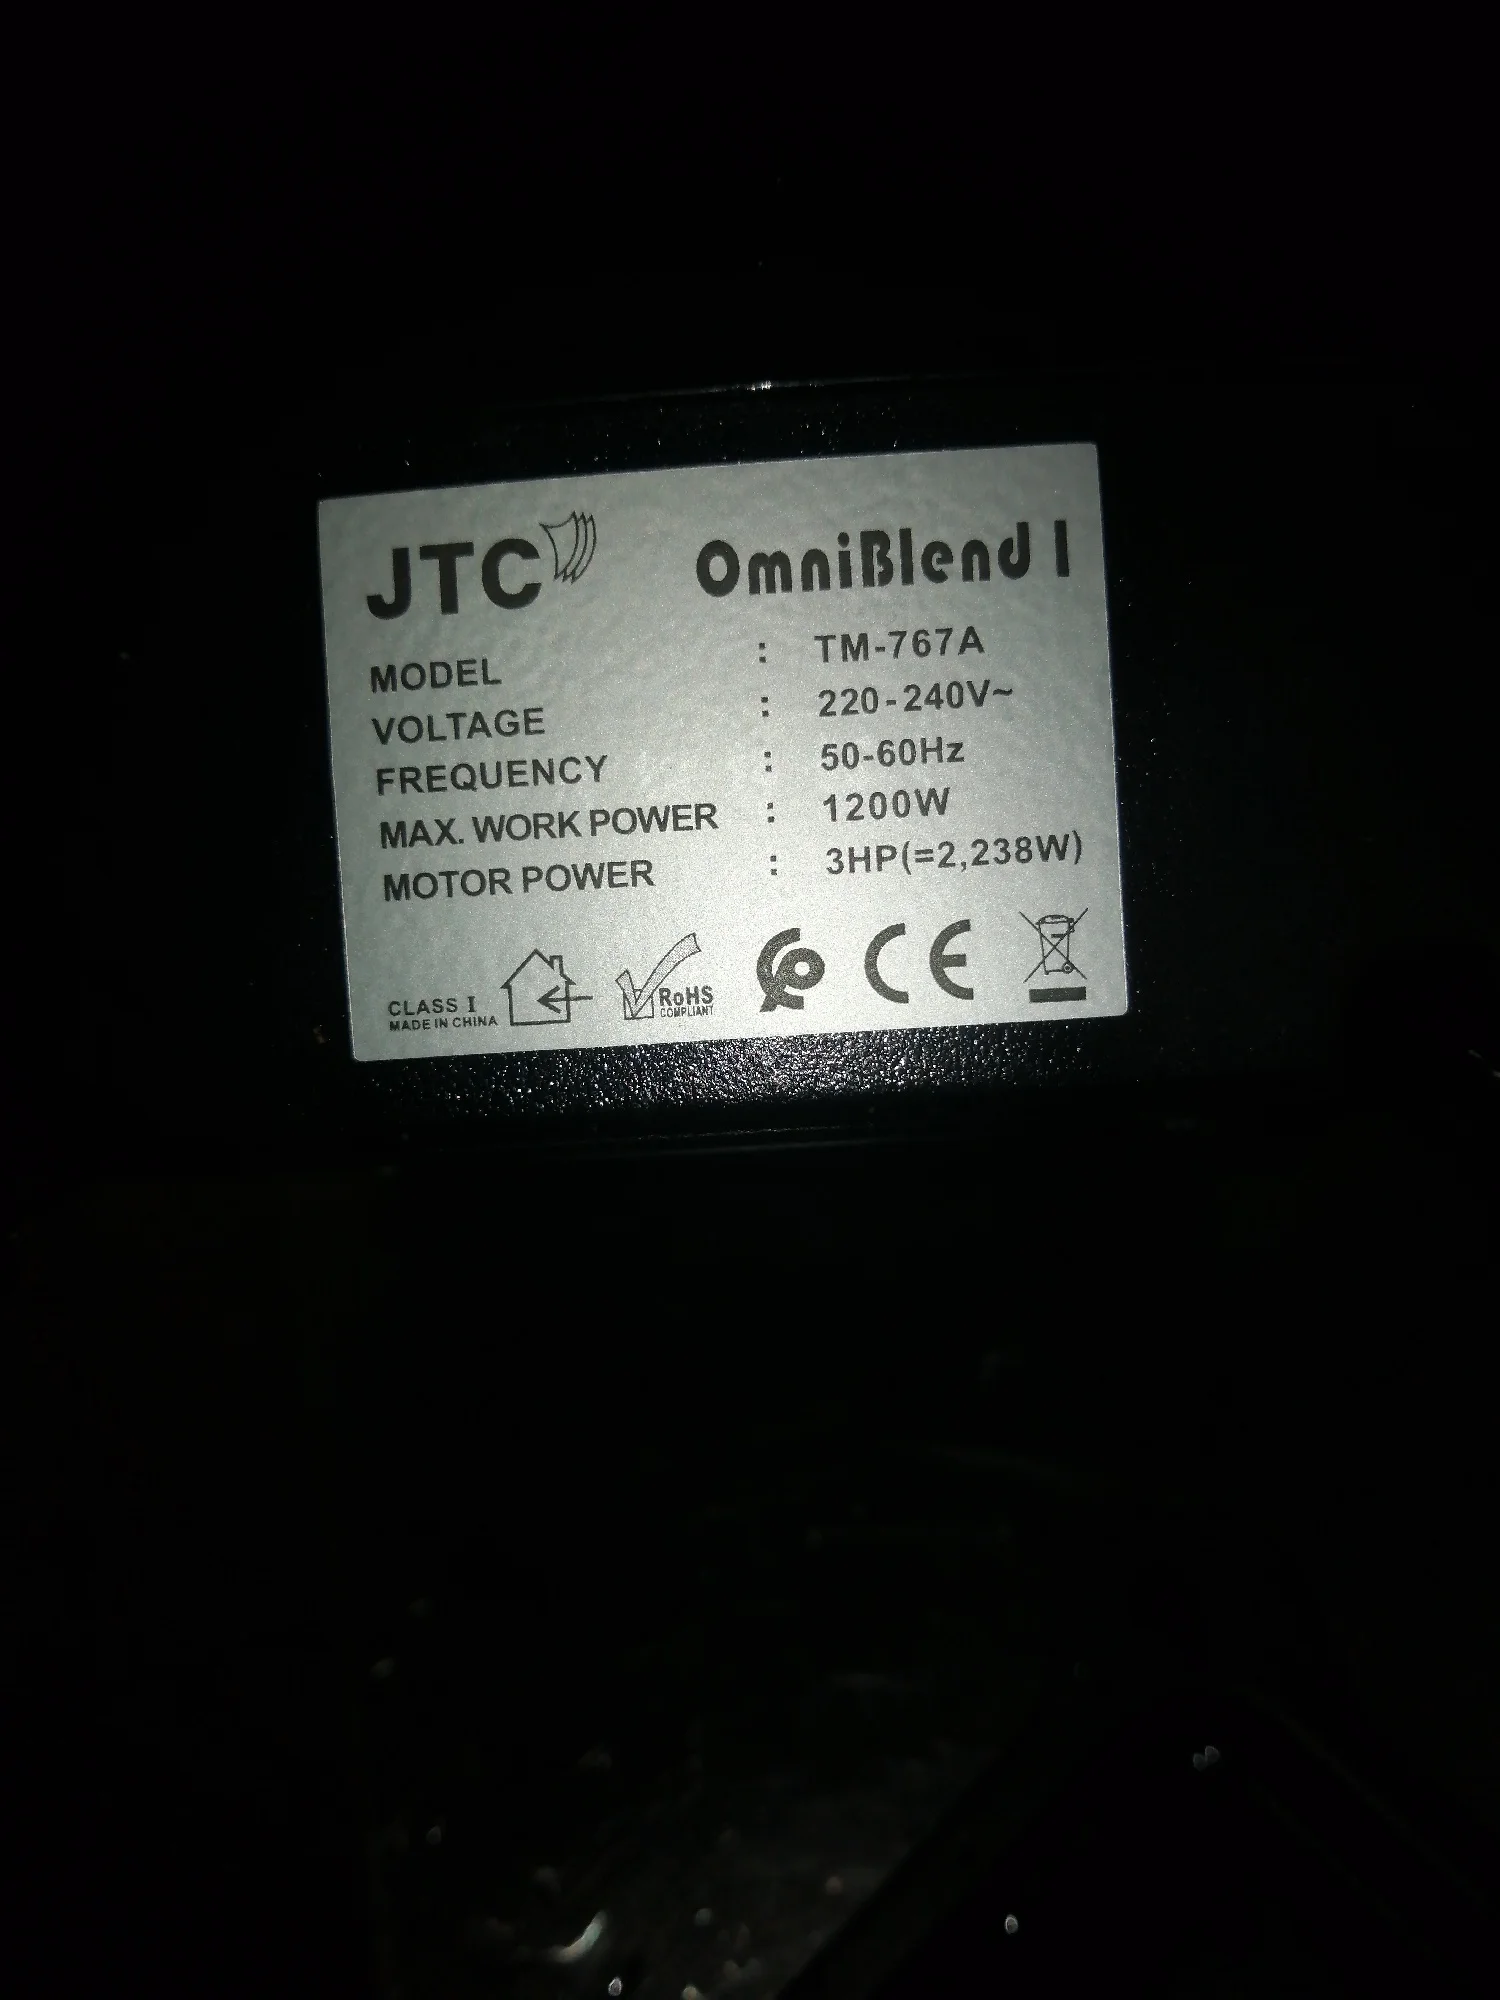 JTC OmniBlend I
MODEL : TM-767A
VOLTAGE : 220-240V~
FREQUENCY : 50-60Hz
MAX. WORK POWER : 1200W
MOTOR POWER : 3HP(=2,238W)
CLASS I
MADE IN CHINA
RoHS
COMPLIANT
CE